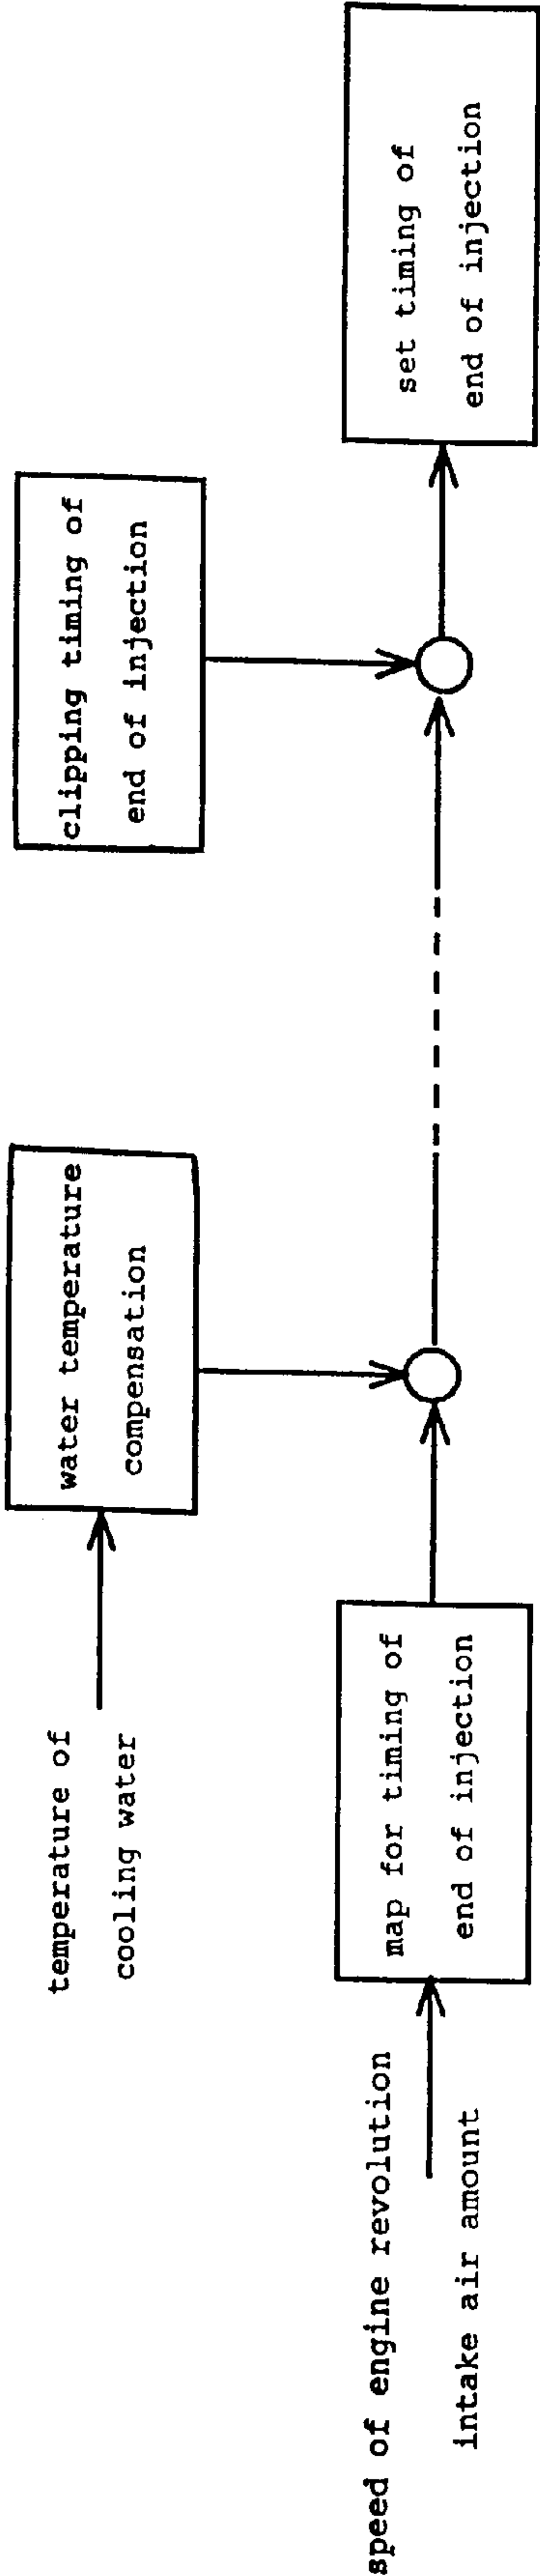 temperature of
cooling water
water temperature
compensation
clipping timing of
end of injection
speed of engine revolution
intake air amount
map for timing of
end of injection
set timing of
end of injection